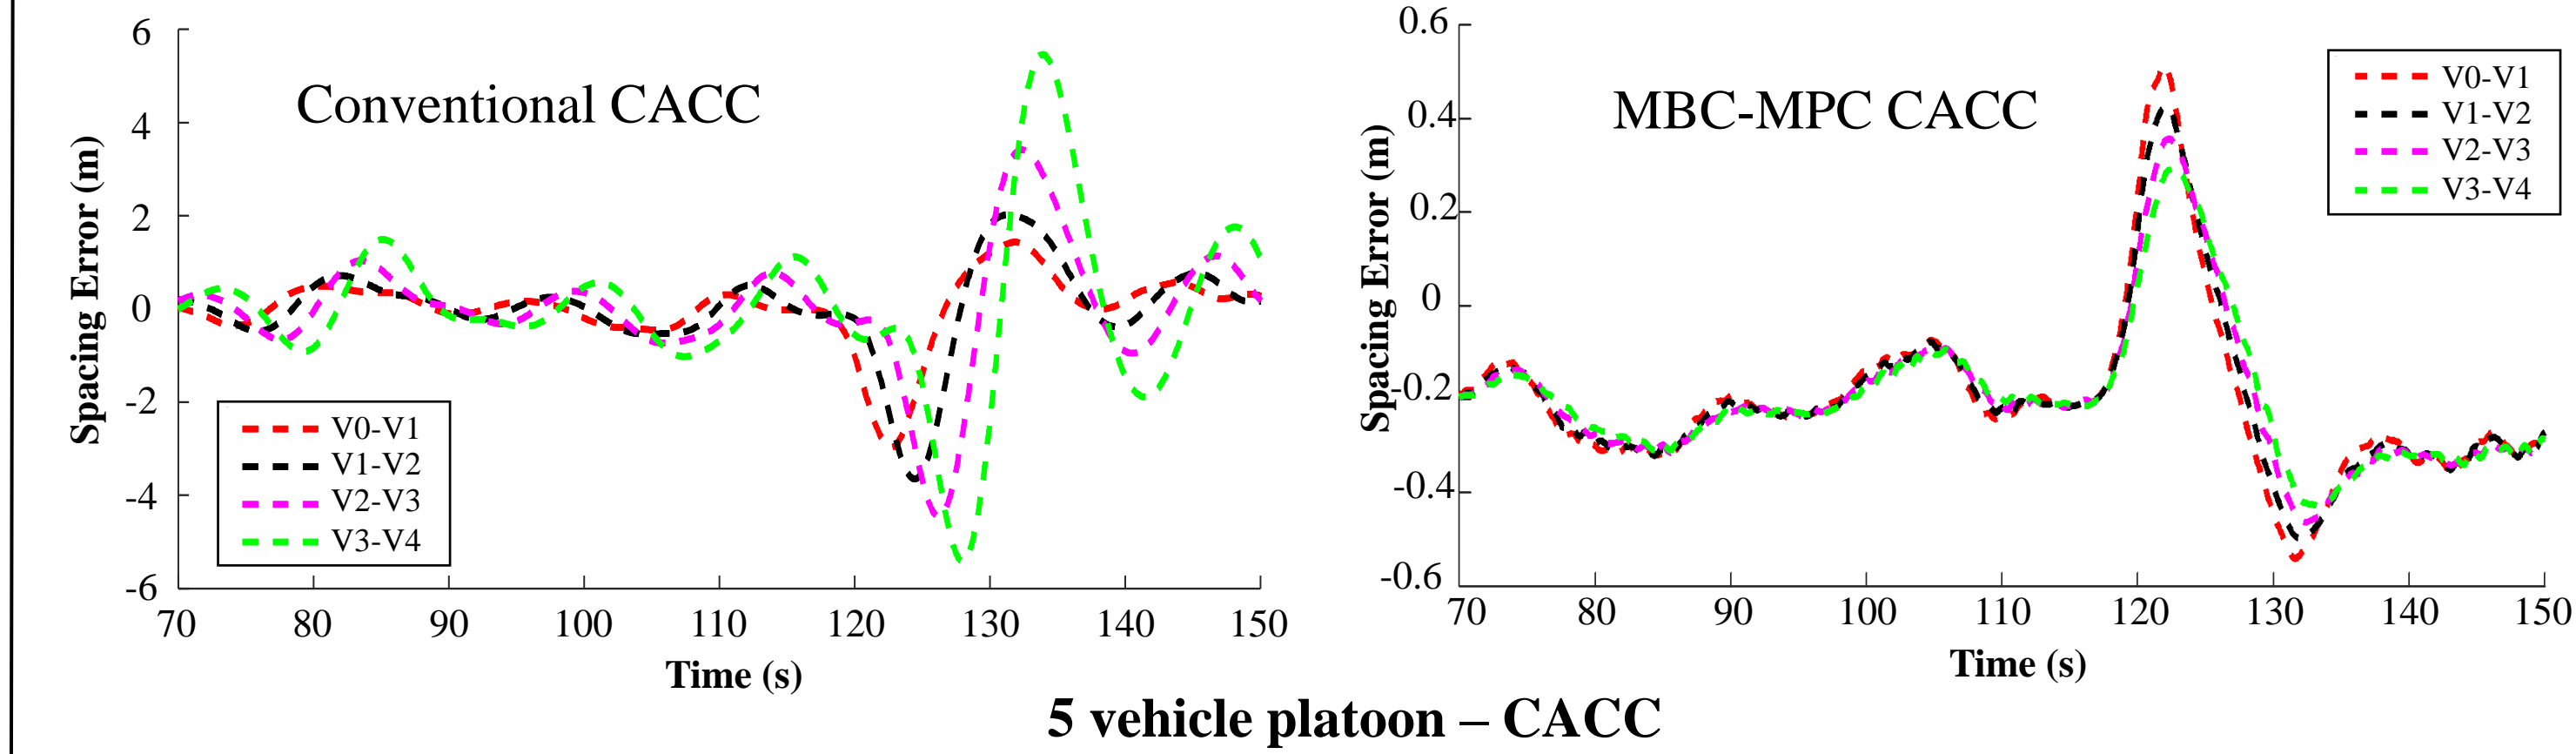 Conventional CACC
Spacing Error (m)
6
4
2
0
-2
-4
-6
V0-V1
V1-V2
V2-V3
V3-V4
70 80 90 100 110 120 130 140 150
Time (s)
MBC-MPC CACC
Spacing Error (m)
0.6
0.4
0.2
0
-0.2
-0.4
-0.6
V0-V1
V1-V2
V2-V3
V3-V4
70 80 90 100 110 120 130 140 150
Time (s)
5 vehicle platoon – CACC